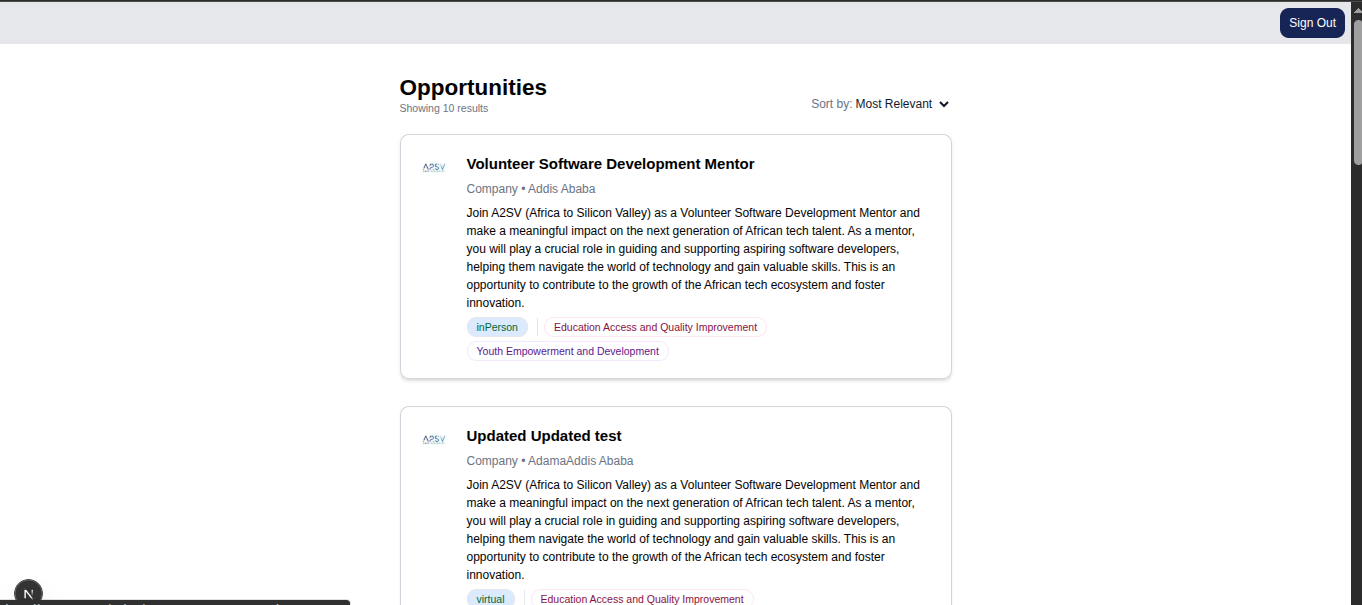 Sign Out
Opportunities
Showing 10 results
Sort by: Most Relevant
A2SV
Volunteer Software Development Mentor
Company • Addis Ababa
Join A2SV (Africa to Silicon Valley) as a Volunteer Software Development Mentor and
make a meaningful impact on the next generation of African tech talent. As a mentor,
you will play a crucial role in guiding and supporting aspiring software developers,
helping them navigate the world of technology and gain valuable skills. This is an
opportunity to contribute to the growth of the African tech ecosystem and foster
innovation.
inPerson
Education Access and Quality Improvement
Youth Empowerment and Development
A2SV
Updated Updated test
Company • AdamaAddis Ababa
Join A2SV (Africa to Silicon Valley) as a Volunteer Software Development Mentor and
make a meaningful impact on the next generation of African tech talent. As a mentor,
you will play a crucial role in guiding and supporting aspiring software developers,
helping them navigate the world of technology and gain valuable skills. This is an
opportunity to contribute to the growth of the African tech ecosystem and foster
innovation.
virtual
Education Access and Quality Improvement
N